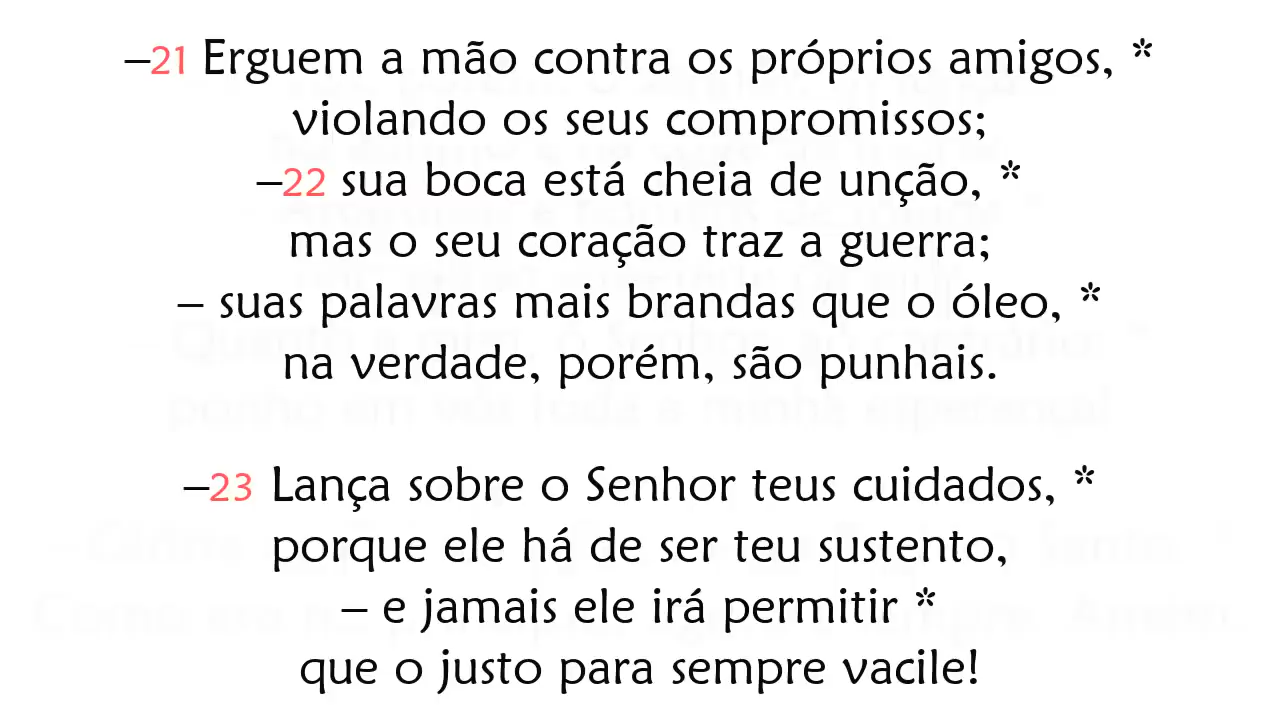 –21 Erguem a mão contra os próprios amigos, *
violando os seus compromissos;
–22 sua boca está cheia de unção, *
mas o seu coração traz a guerra;
– suas palavras mais brandas que o óleo, *
na verdade, porém, são punhais.
–23 Lança sobre o Senhor teus cuidados, *
porque ele há de ser teu sustento,
– e jamais ele irá permitir *
que o justo para sempre vacile!